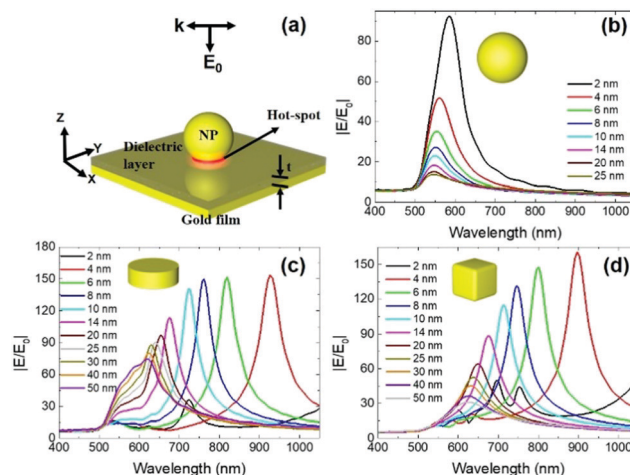 (a)
k
E0
Z
Y
X
NP
Hot-spot
Dielectric
layer
t
Gold film
(b)
|E/E0|
80
60
40
20
0
2 nm
4 nm
6 nm
8 nm
10 nm
14 nm
20 nm
25 nm
400 500 600 700 800 900 1000
Wavelength (nm)
(c)
|E/E0|
180
150
120
90
60
30
0
2 nm
4 nm
6 nm
8 nm
10 nm
14 nm
20 nm
25 nm
30 nm
40 nm
50 nm
400 500 600 700 800 900 1000
Wavelength (nm)
(d)
|E/E0|
150
120
90
60
30
0
2 nm
4 nm
6 nm
8 nm
10 nm
14 nm
20 nm
25 nm
30 nm
40 nm
50 nm
400 500 600 700 800 900 1000
Wavelength (nm)